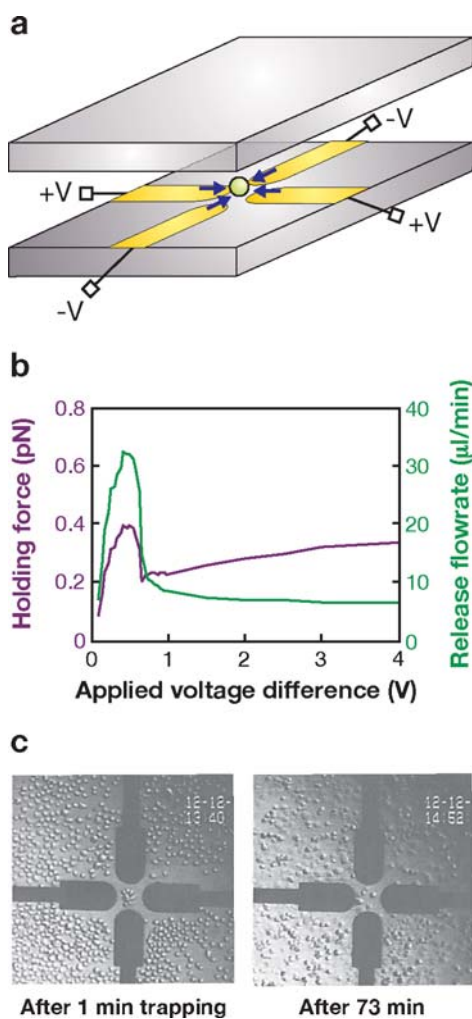 a
-V
+V
+V
-V
b
Holding force (pN)
0.8
0.6
0.4
0.2
0
40
30
20
10
0
Release flowrate (μl/min)
0 1 2 3 4
Applied voltage difference (V)
c
12-12-
13 40
12-12-
14 52
After 1 min trapping
After 73 min